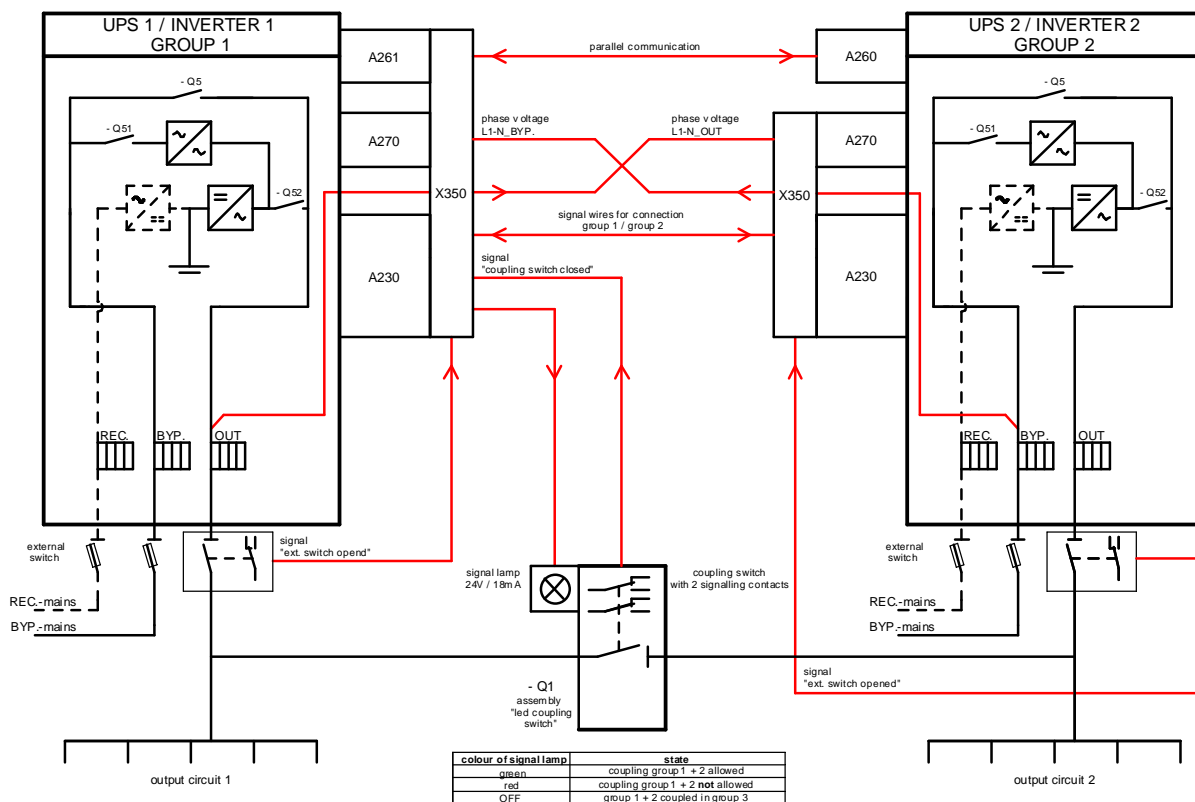 UPS 1 / INVERTER 1
GROUP 1
UPS 2 / INVERTER 2
GROUP 2
A261
parallel communication
A260
- Q5
- Q5
- Q51
- Q51
phase voltage
L1-N_BYP.
phase voltage
L1-N_OUT
A270
A270
- Q52
- Q52
X350
X350
signal wires for connection
group 1 / group 2
signal
"coupling switch closed"
A230
A230
REC.
BYP.
OUT
REC.
BYP.
OUT
external
switch
signal
"ext. switch opend"
signal lamp
24V / 18mA
coupling switch
with 2 signalling contacts
external
switch
REC.-mains
BYP.-mains
REC.-mains
BYP.-mains
- Q1
assembly
"led coupling
switch"
signal
"ext. switch opened"
output circuit 1
output circuit 2
colour of signal lamp state
green coupling group 1 + 2 allowed
red coupling group 1 + 2 not allowed
OFF group 1 + 2 coupled in group 3